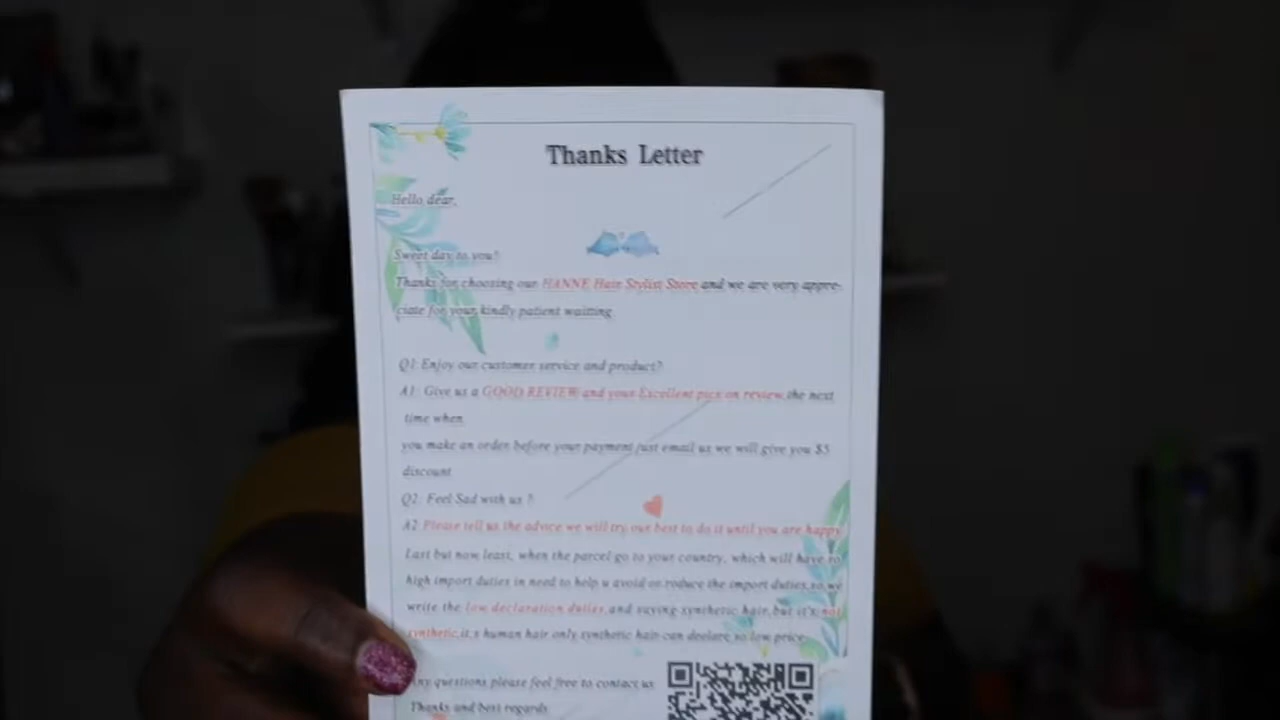 Thanks Letter
Hello dear,
Sweet day to you!
Thanks for choosing our HANNE Hair Stylist Store and we are very appre-
ciate for your kindly patient waitting
Q1: Enjoy our customer service and product?
A1: Give us a GOOD REVIEW and your Excellent pics on review, the next
time when
you make an order before your payment just email us we will give you $5
discount
Q2: Feel Sad with us ?
A2 Please tell us the advice we will try our best to do it until you are happy
Last but now least, when the parcel go to your country, which will have to
high import duties in need to help u avoid or roduce the import duties, so we
write the low declaration duties, and saying synthetic hair, but it's not
synthetic, it's human hair only synthetic hair can declare so low price
Any questions please feel free to contact us
Thanks and best regards